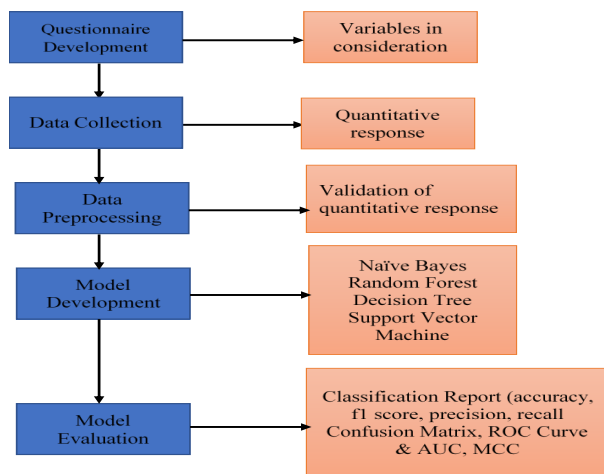 Questionnaire
Development
Variables in
consideration
Data Collection
Quantitative
response
Data
Preprocessing
Validation of
quantitative response
Model
Development
Naïve Bayes
Random Forest
Decision Tree
Support Vector
Machine
Model
Evaluation
Classification Report (accuracy,
f1 score, precision, recall
Confusion Matrix, ROC Curve
& AUC, MCC